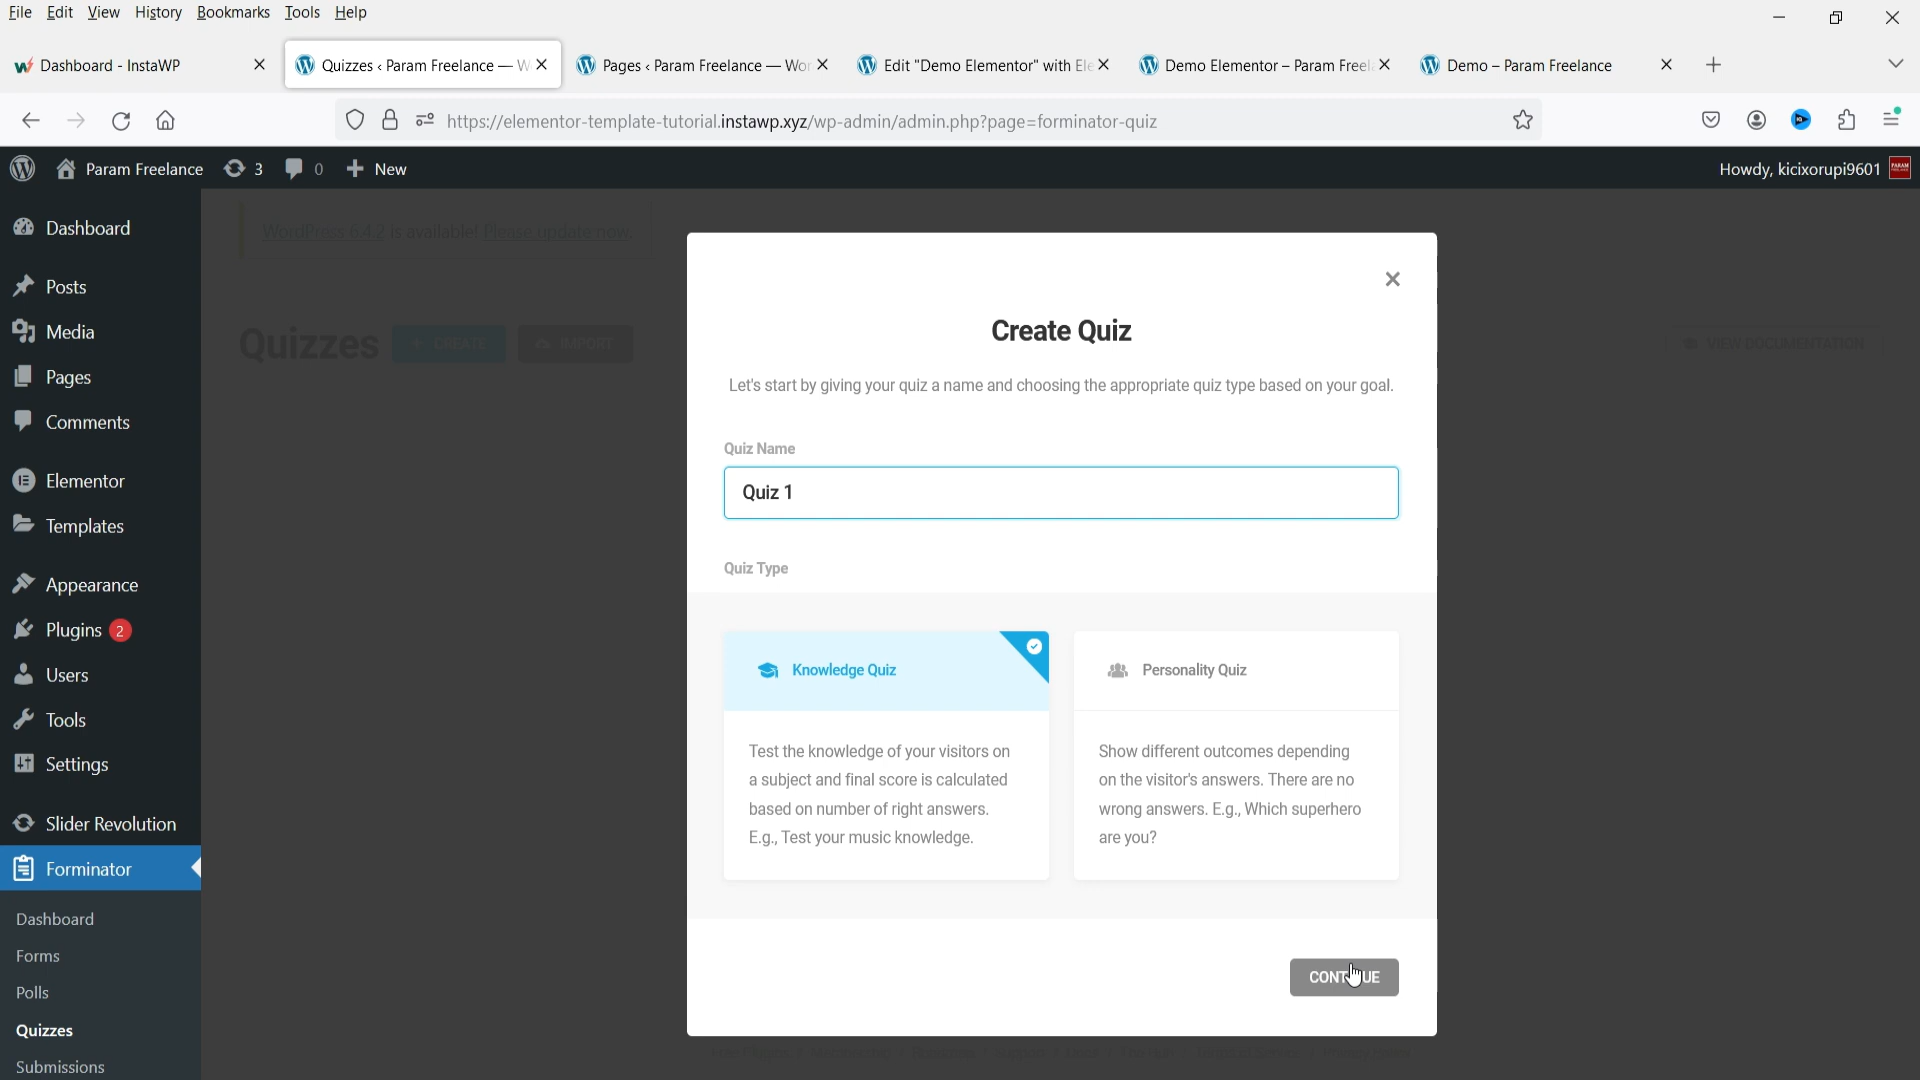 File Edit View History Bookmarks Tools Help
Dashboard - InstaWP
Quizzes ‹ Param Freelance — W
Pages ‹ Param Freelance — Wor
Edit "Demo Elementor" with Ele
Demo Elementor – Param Freel
Demo – Param Freelance
https://elementor-template-tutorial.instawp.xyz/wp-admin/admin.php?page=forminator-quiz
Param Freelance 3 0 New
Howdy, kicixorupi9601
Dashboard
Posts
Media
Pages
Comments
Elementor
Templates
Appearance
Plugins 2
Users
Tools
Settings
Slider Revolution
Forminator
Dashboard
Forms
Polls
Quizzes
Submissions
WordPress 6.4.2 is available! Please update now.
Quizzes + CREATE IMPORT
VIEW DOCUMENTATION
Create Quiz
Let's start by giving your quiz a name and choosing the appropriate quiz type based on your goal.
Quiz Name
Quiz 1
Quiz Type
Knowledge Quiz
Test the knowledge of your visitors on
a subject and final score is calculated
based on number of right answers.
E.g., Test your music knowledge.
Personality Quiz
Show different outcomes depending
on the visitor's answers. There are no
wrong answers. E.g., Which superhero
are you?
CONTINUE